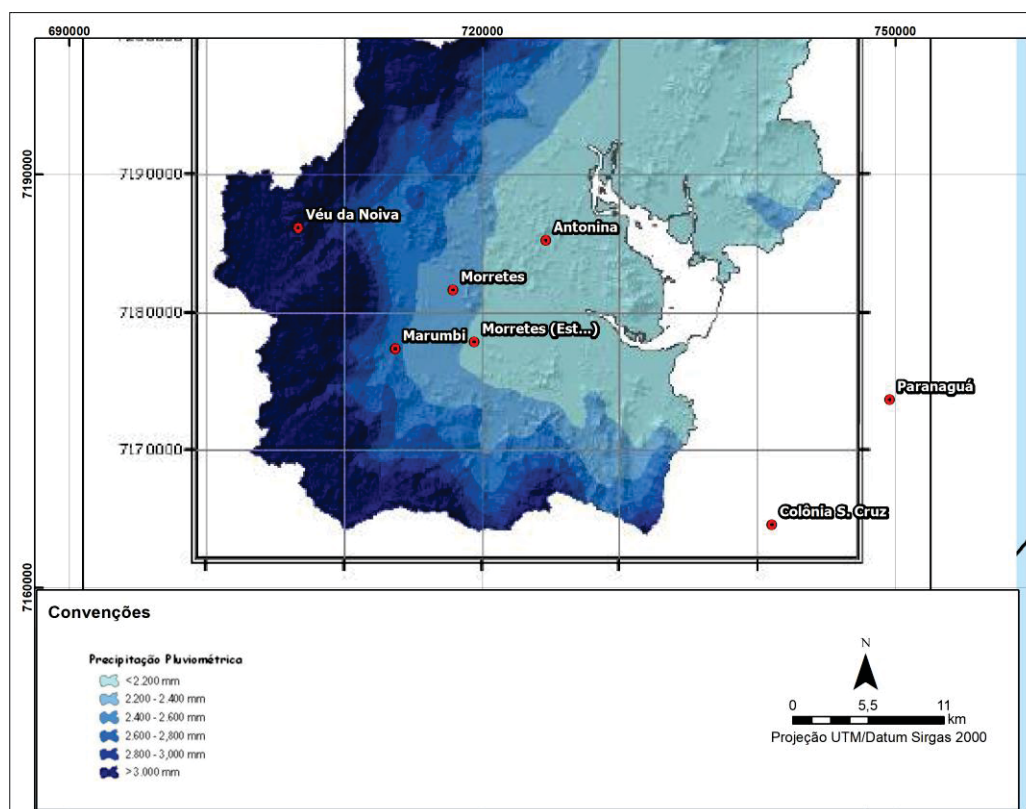 690000
720000
750000
7190000
7190000
Véu da Noiva
Antonina
Morretes
7180000
7180000
Marumbi
Morretes (Est...)
Paranaguá
7170000
7170000
Colônia S. Cruz
7160000
Convenções
Precipitação Pluviométrica
<2.200 mm
2.200 - 2.400 mm
2.400 - 2.600 mm
2.600 - 2,800 mm
2.800 - 3,000 mm
>3.000 mm
N
0 5,5 11
km
Projeção UTM/Datum Sirgas 2000